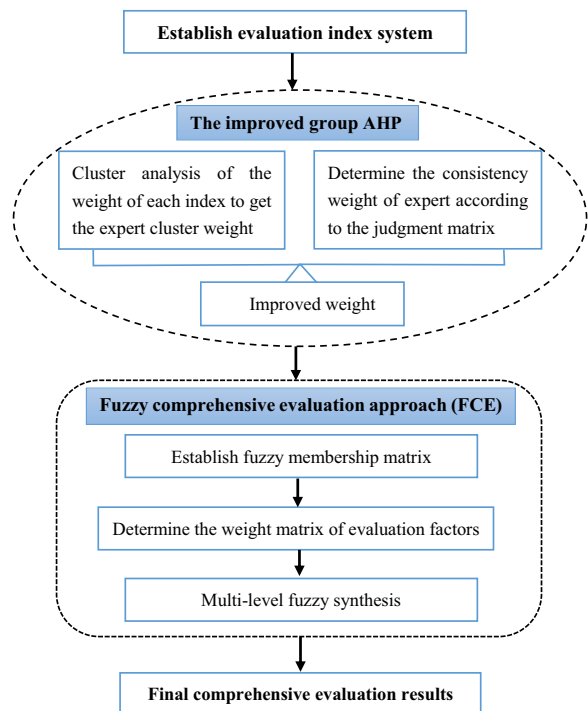 Establish evaluation index system
The improved group AHP
Cluster analysis of the
weight of each index to get
the expert cluster weight
Determine the consistency
weight of expert according
to the judgment matrix
Improved weight
Fuzzy comprehensive evaluation approach (FCE)
Establish fuzzy membership matrix
Determine the weight matrix of evaluation factors
Multi-level fuzzy synthesis
Final comprehensive evaluation results